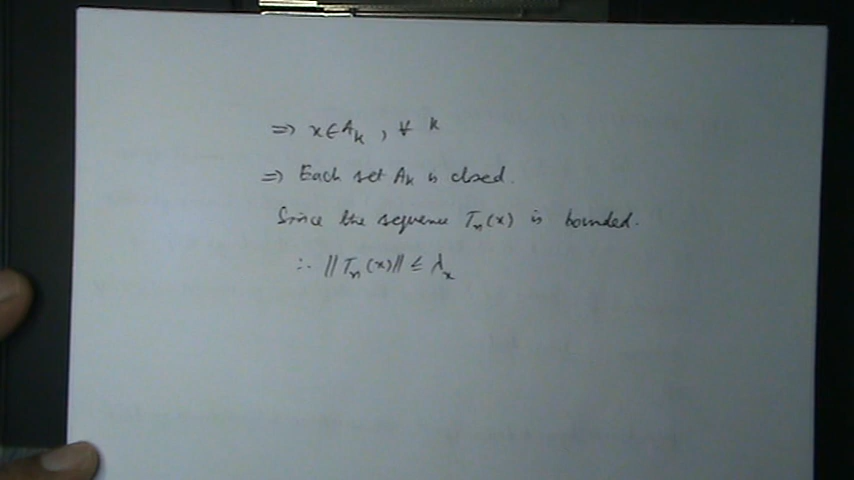 ⇒ x ∈ A_k , ∀ k
⇒ Each set A_k is closed.
Since the sequence T_n(x) is bounded.
∴ ||T_n(x)|| ≤ λ_x